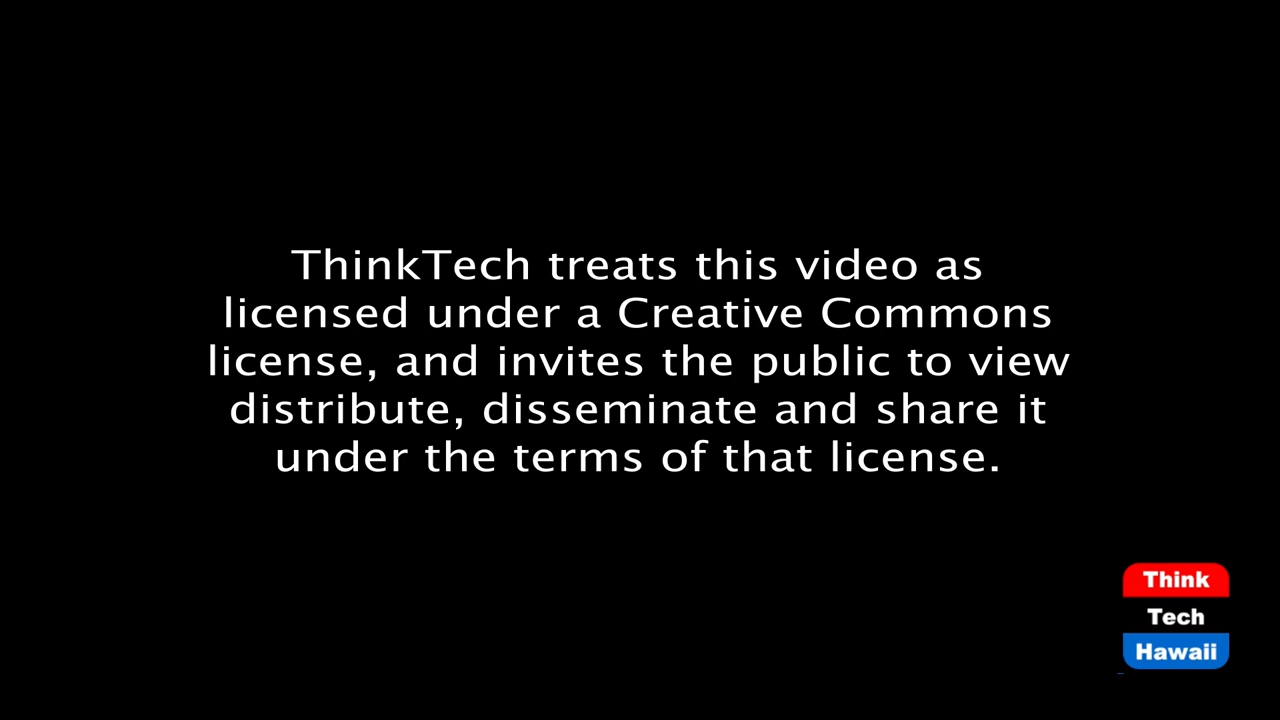 ThinkTech treats this video as
licensed under a Creative Commons
license, and invites the public to view
distribute, disseminate and share it
under the terms of that license.
Think
Tech
Hawaii